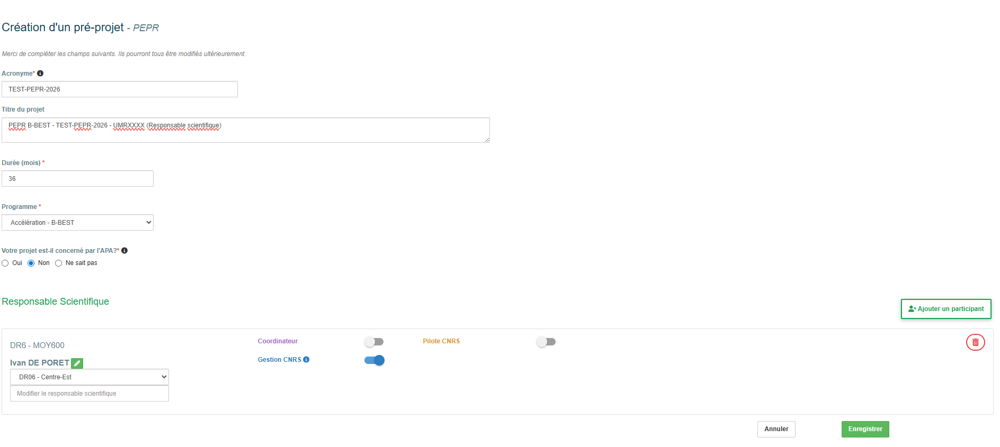 Création d'un pré-projet - PEPR
Merci de compléter les champs suivants. Ils pourront tous être modifiés ultérieurement.
Acronyme*
TEST-PEPR-2026
Titre du projet
PEPR B-BEST - TEST-PEPR-2026 - UMRXXXX (Responsable scientifique)
Durée (mois) *
36
Programme *
Accélération - B-BEST
Votre projet est-il concerné par l'APA?*
Oui Non Ne sait pas
Responsable Scientifique
Ajouter un participant
DR6 - MOY600
Coordinateur
Pilote CNRS
Ivan DE PORET
Gestion CNRS
DR06 - Centre-Est
Modifier le responsable scientifique
Annuler
Enregistrer